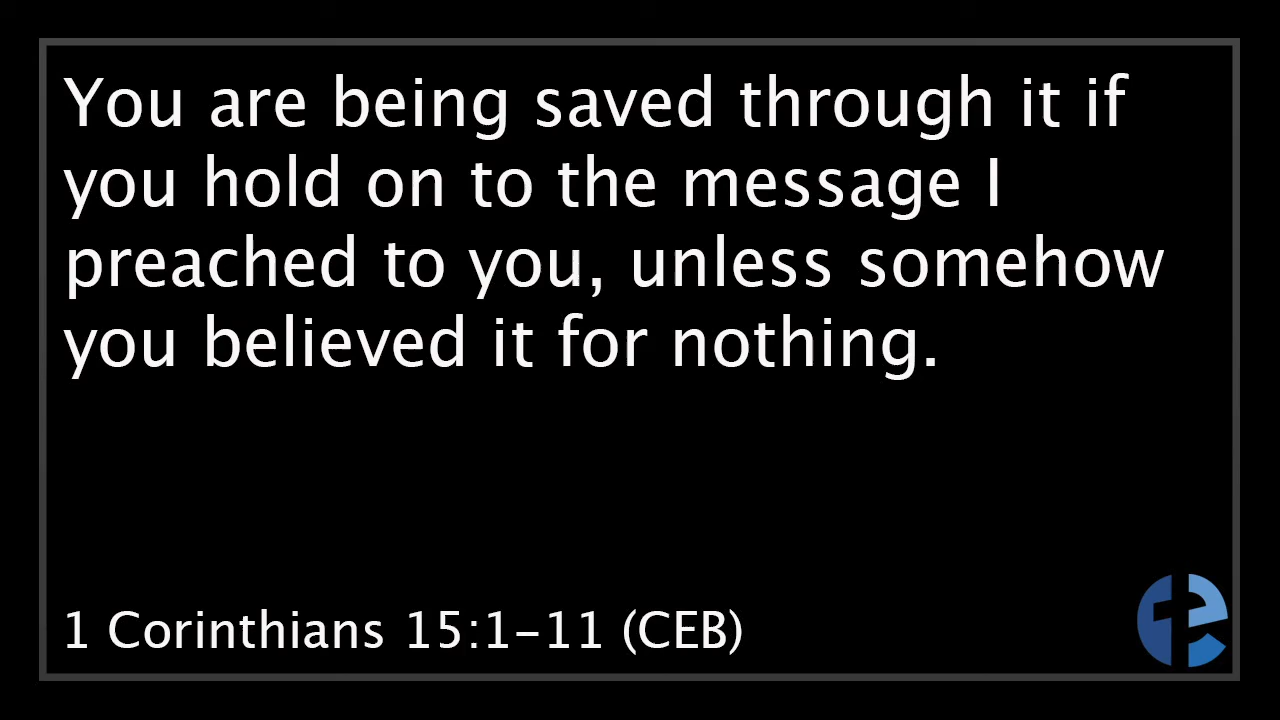 You are being saved through it if
you hold on to the message I
preached to you, unless somehow
you believed it for nothing.
1 Corinthians 15:1-11 (CEB)